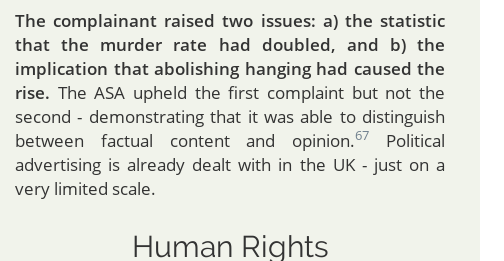 The complainant raised two issues: a) the statistic
that the murder rate had doubled, and b) the
implication that abolishing hanging had caused the
rise. The ASA upheld the first complaint but not the
second - demonstrating that it was able to distinguish
between factual content and opinion.67 Political
advertising is already dealt with in the UK - just on a
very limited scale.
Human Rights